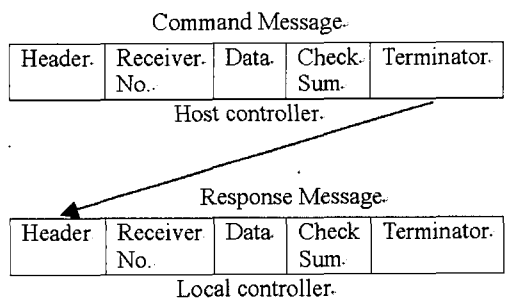 Command Message
Header Receiver No. Data Check Sum Terminator
Host controller
Response Message
Header Receiver No. Data Check Sum Terminator
Local controller